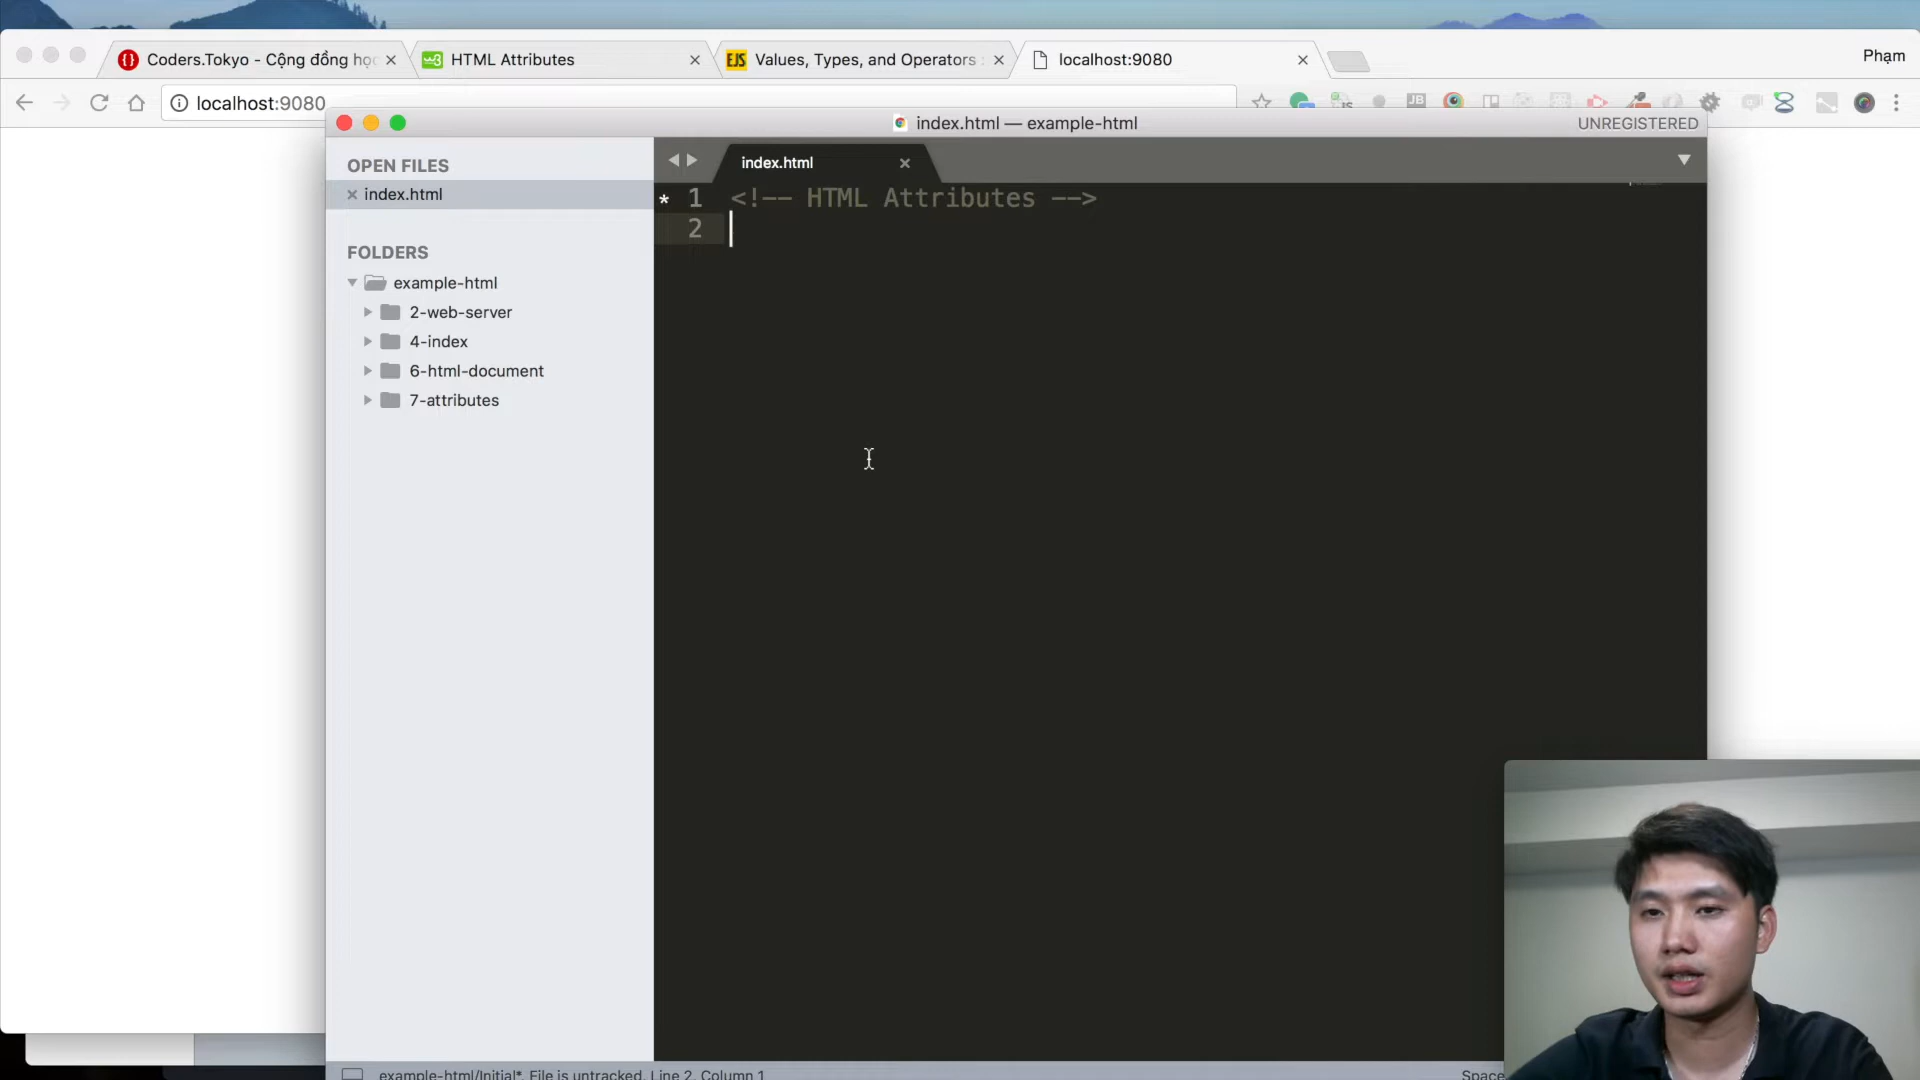 Coders.Tokyo - Cộng đồng họ
HTML Attributes
Values, Types, and Operators
localhost:9080
Phạm
localhost:9080
index.html — example-html
UNREGISTERED
OPEN FILES
index.html
FOLDERS
example-html
2-web-server
4-index
6-html-document
7-attributes
index.html
1 <!-- HTML Attributes -->
2
example-html/Initial*, File is untracked, Line 2, Column 1
Space